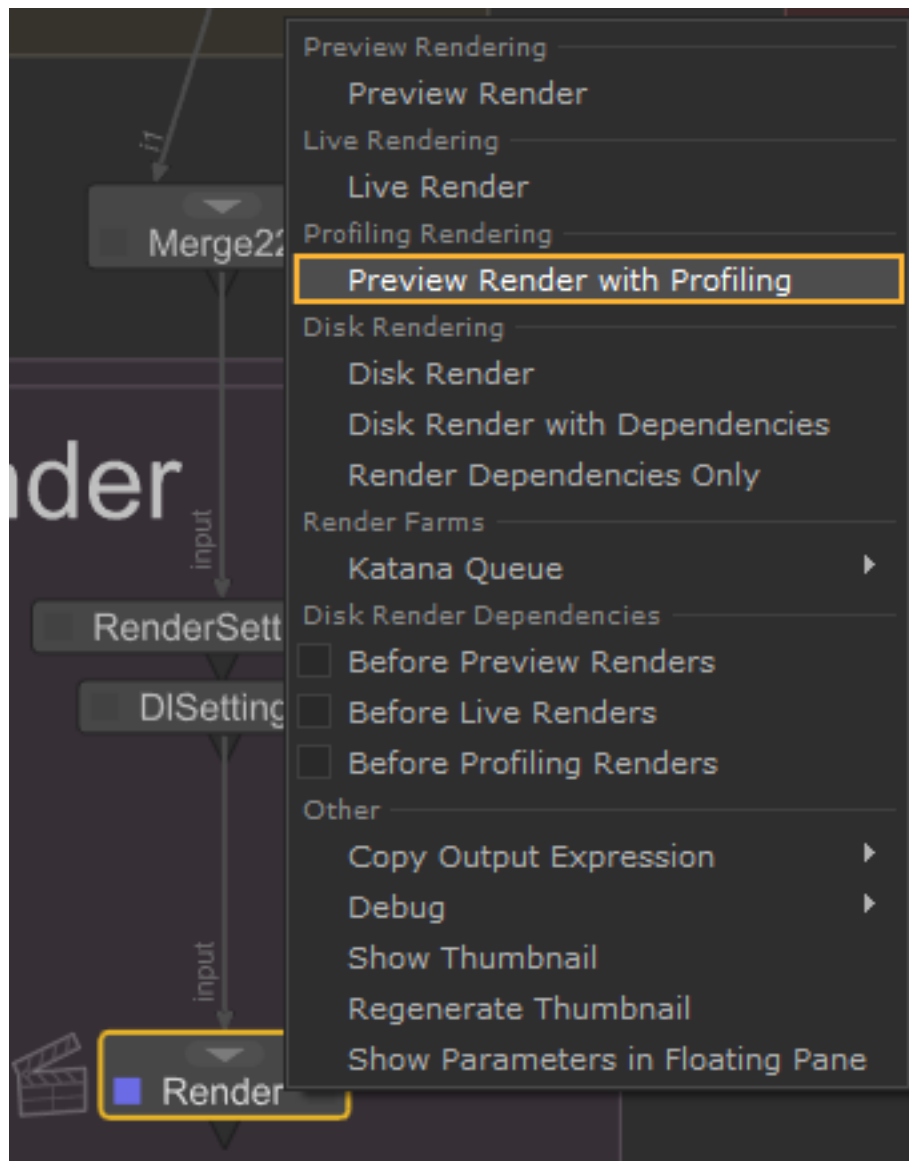 Preview Rendering
Preview Render
Live Rendering
Live Render
Profiling Rendering
Preview Render with Profiling
Disk Rendering
Disk Render
Disk Render with Dependencies
Render Dependencies Only
Render Farms
Katana Queue
Disk Render Dependencies
Before Preview Renders
Before Live Renders
Before Profiling Renders
Other
Copy Output Expression
Debug
Show Thumbnail
Regenerate Thumbnail
Show Parameters in Floating Pane
i1
Merge22
nder
input
RenderSett
DISetting
input
Render